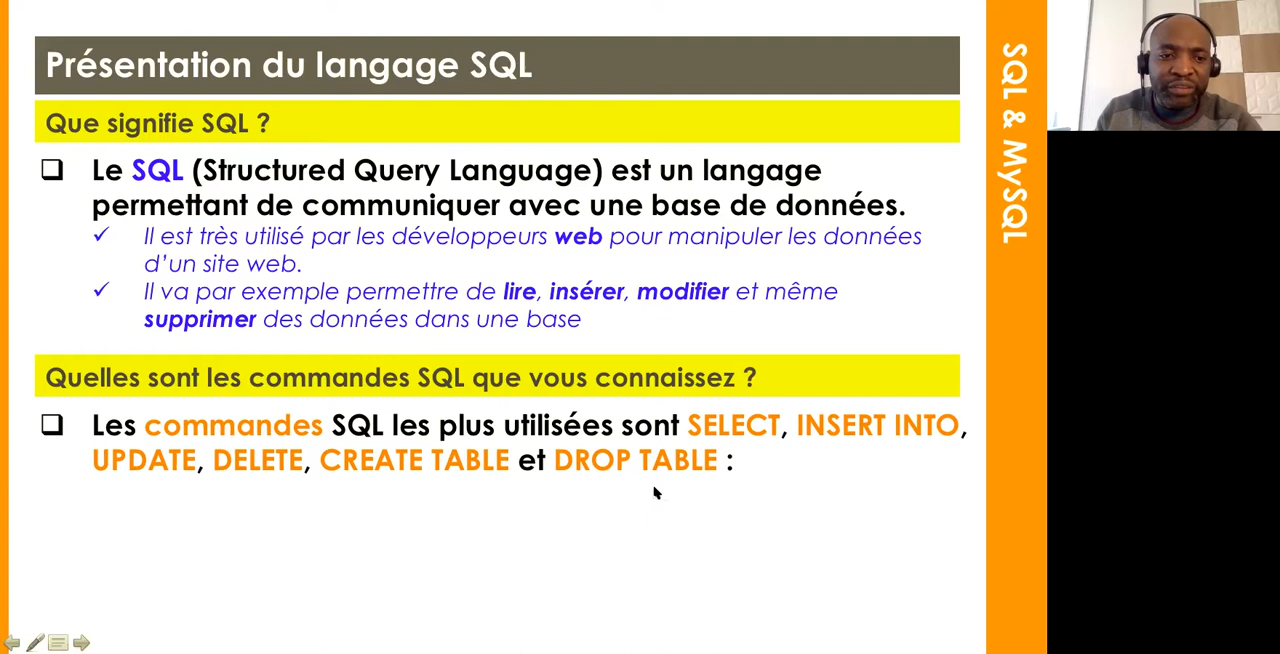 Présentation du langage SQL
Que signifie SQL ?
Le SQL (Structured Query Language) est un langage
permettant de communiquer avec une base de données.
Il est très utilisé par les développeurs web pour manipuler les données
d’un site web.
Il va par exemple permettre de lire, insérer, modifier et même
supprimer des données dans une base
Quelles sont les commandes SQL que vous connaissez ?
Les commandes SQL les plus utilisées sont SELECT, INSERT INTO,
UPDATE, DELETE, CREATE TABLE et DROP TABLE :
SQL & MySQL